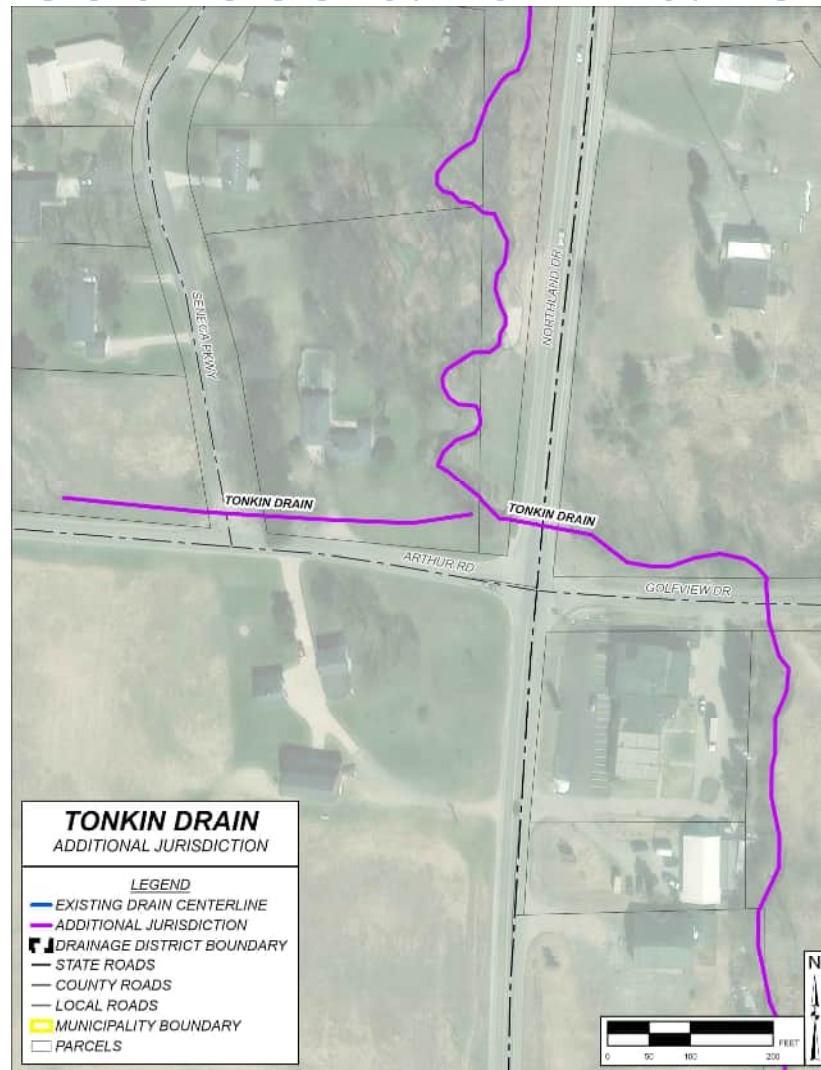 SENECA PKWY
NORTHLAND DR
TONKIN DRAIN
TONKIN DRAIN
ARTHUR RD
GOLFVIEW DR
TONKIN DRAIN
ADDITIONAL JURISDICTION
LEGEND
EXISTING DRAIN CENTERLINE
ADDITIONAL JURISDICTION
DRAINAGE DISTRICT BOUNDARY
STATE ROADS
COUNTY ROADS
LOCAL ROADS
MUNICIPALITY BOUNDARY
PARCELS
N
FEET
0 50 100 200